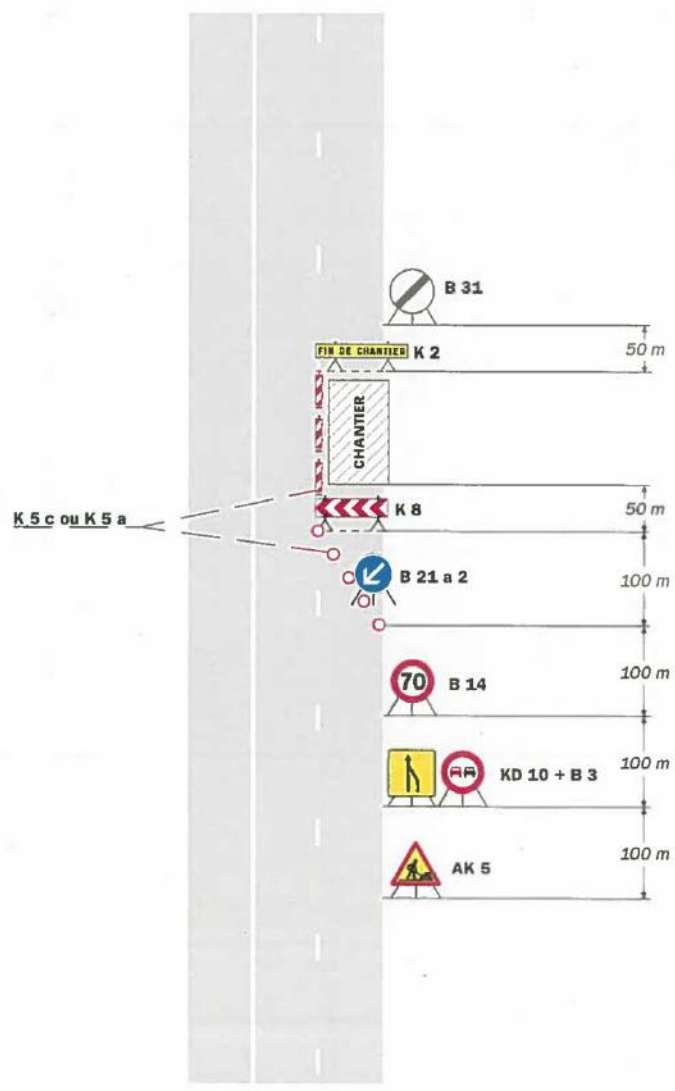 B 31
FIN DE CHANTIER K 2
50 m
CHANTIER
K 8
50 m
K 5 c ou K 5 a
B 21 a 2
100 m
70 B 14
100 m
KD 10 + B 3
100 m
AK 5
100 m